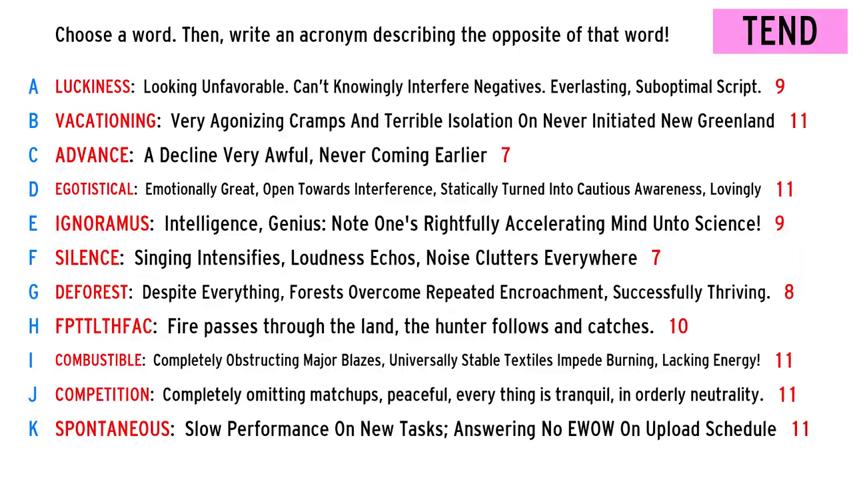 Choose a word. Then, write an acronym describing the opposite of that word!
TEND
A LUCKINESS: Looking Unfavorable. Can't Knowingly Interfere Negatives. Everlasting, Suboptimal Script. 9
B VACATIONING: Very Agonizing Cramps And Terrible Isolation On Never Initiated New Greenland 11
C ADVANCE: A Decline Very Awful, Never Coming Earlier 7
D EGOTISTICAL: Emotionally Great, Open Towards Interference, Statically Turned Into Cautious Awareness, Lovingly 11
E IGNORAMUS: Intelligence, Genius: Note One's Rightfully Accelerating Mind Unto Science! 9
F SILENCE: Singing Intensifies, Loudness Echos, Noise Clutters Everywhere 7
G DEFOREST: Despite Everything, Forests Overcome Repeated Encroachment, Successfully Thriving. 8
H FPTTLTHFAC: Fire passes through the land, the hunter follows and catches. 10
I COMBUSTIBLE: Completely Obstructing Major Blazes, Universally Stable Textiles Impede Burning, Lacking Energy! 11
J COMPETITION: Completely omitting matchups, peaceful, every thing is tranquil, in orderly neutrality. 11
K SPONTANEOUS: Slow Performance On New Tasks; Answering No EWOW On Upload Schedule 11